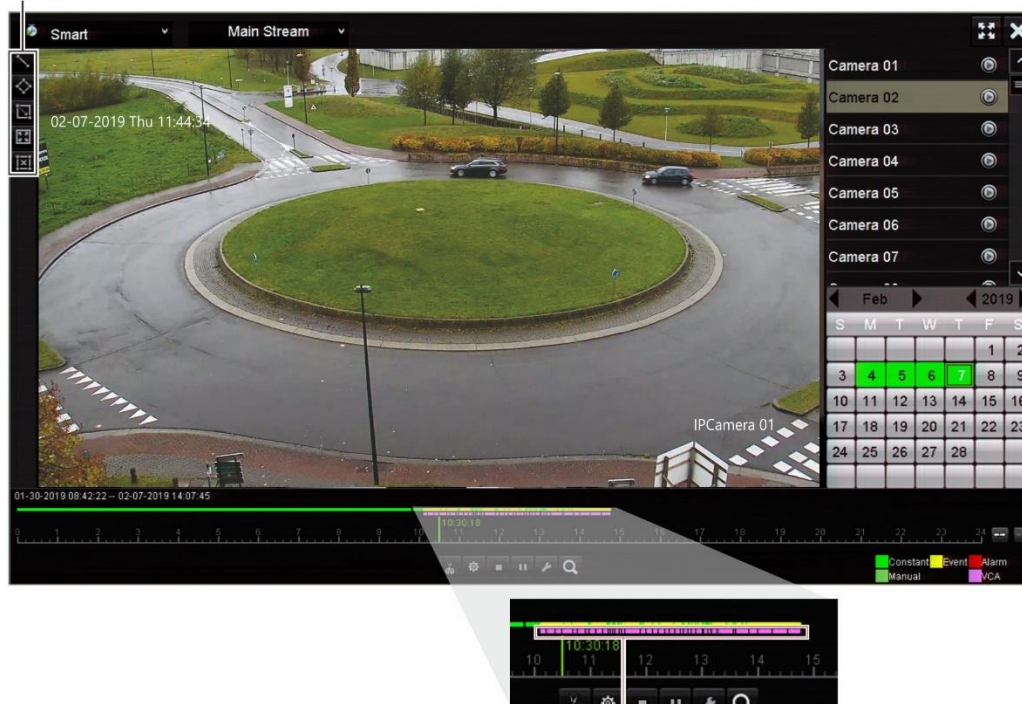 Smart
Main Stream
02-07-2019 Thu 11:44:34
IPCamera 01
Camera 01
Camera 02
Camera 03
Camera 04
Camera 05
Camera 06
Camera 07
Feb 2019
S M T W T F S
1 2
3 4 5 6 7 8 9
10 11 12 13 14 15 16
17 18 19 20 21 22 23
24 25 26 27 28
01-30-2019 08:42:22 -- 02-07-2019 14:07:45
10:30:18
0 1 2 3 4 5 6 7 8 9 10 11 12 13 14 15 16 17 18 19 20 21 22 23 24
Constant Event Alarm
Manual VCA
10:30:18
10 11 12 13 14 15